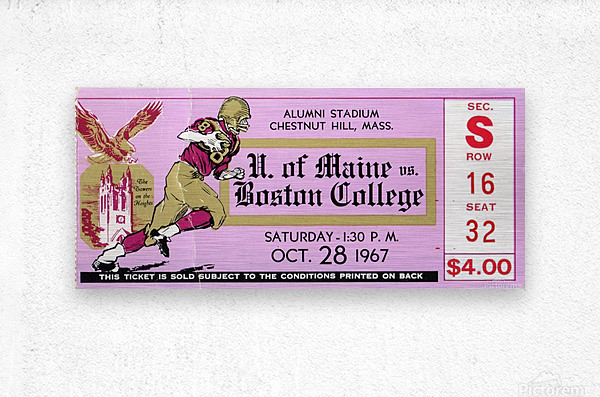 ALUMNI STADIUM
CHESTNUT HILL, MASS.
U. of Maine vs.
Boston College
SATURDAY - 1:30 P. M.
OCT. 28 1967
THIS TICKET IS SOLD SUBJECT TO THE CONDITIONS PRINTED ON BACK
The
Towers
on the
Heights
80
SEC.
S
ROW
16
SEAT
32
$4.00
Pictorem